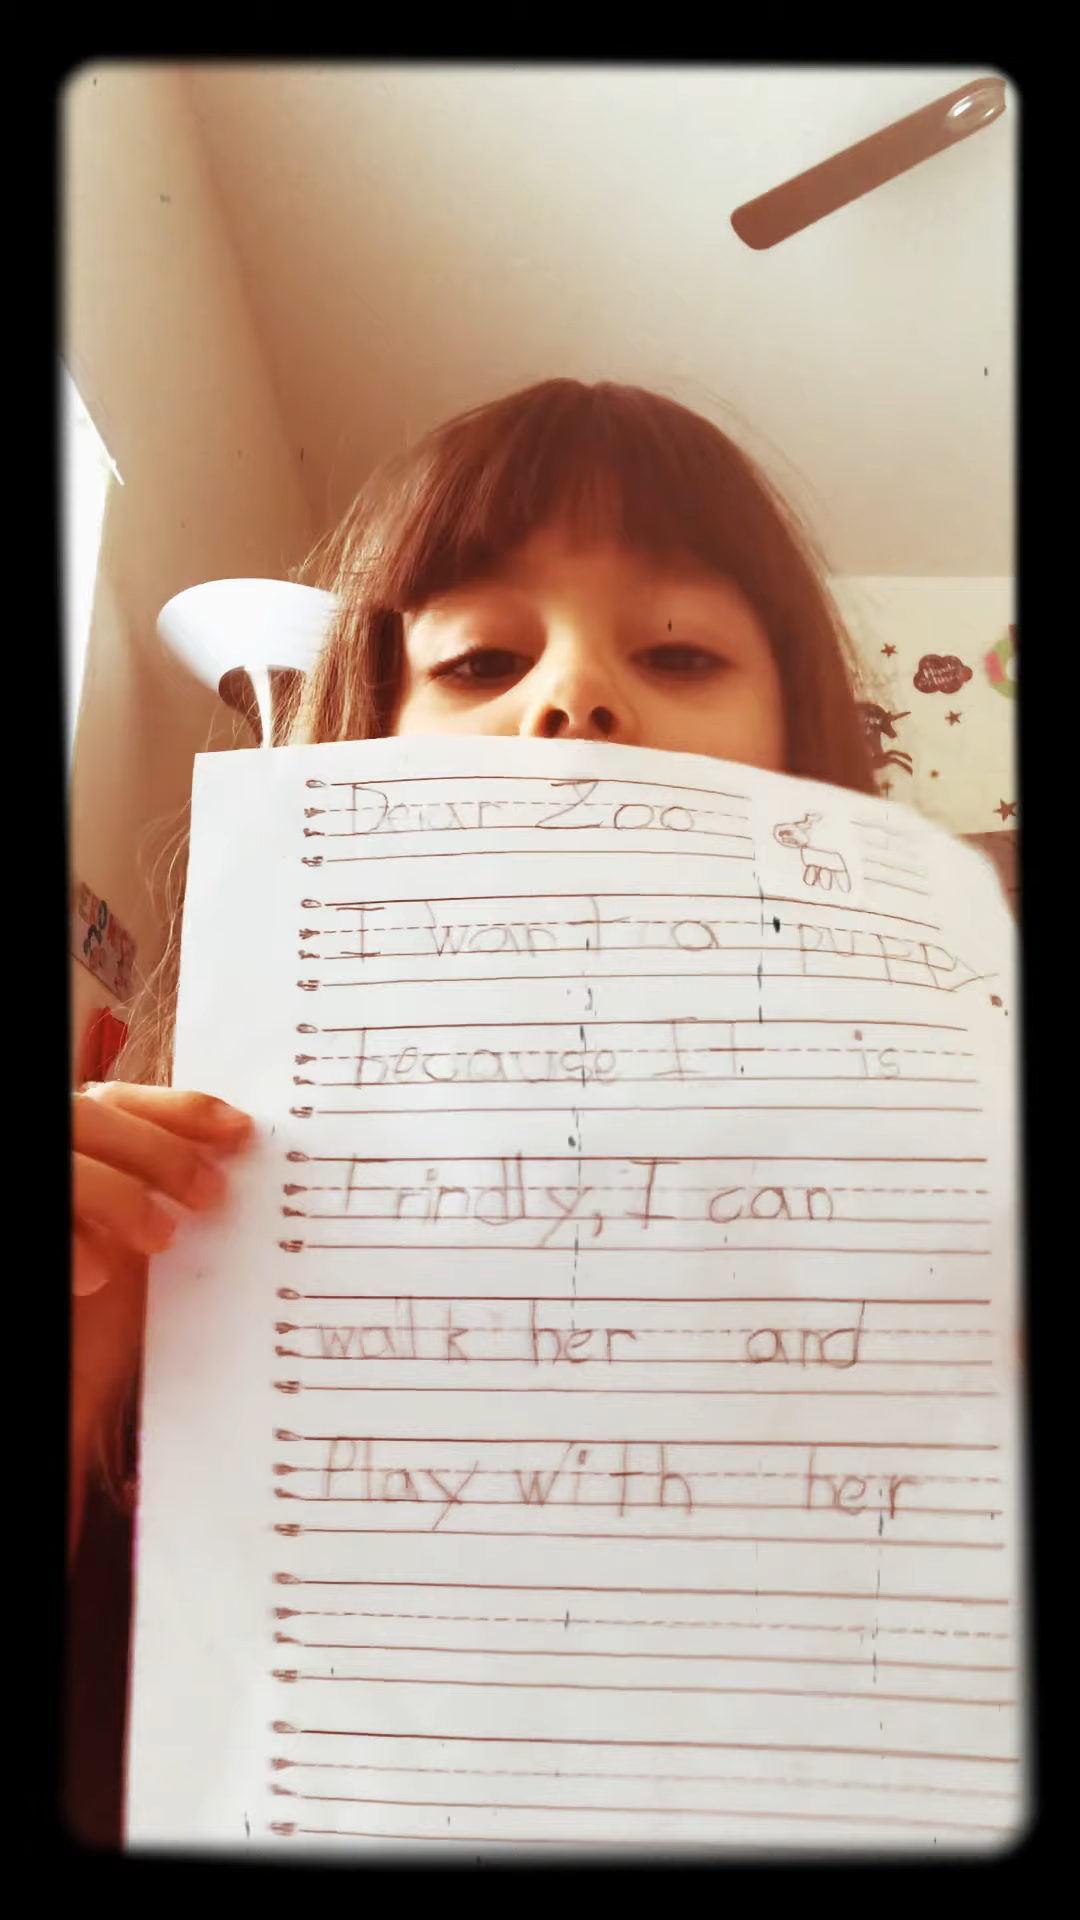 Dear Zoo
I want a puppy
because It is
Frindly, I can
walk her and
Play with her